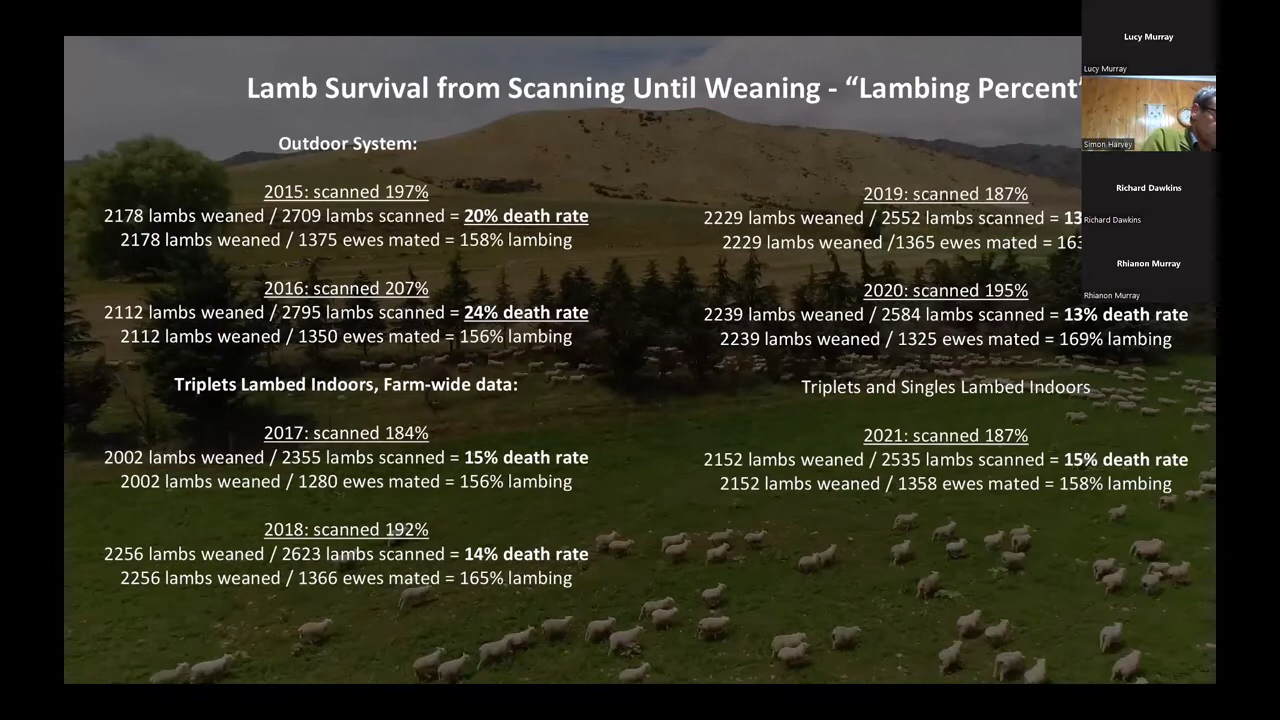 Lamb Survival from Scanning Until Weaning - “Lambing Percent”
Outdoor System:
2015: scanned 197%
2178 lambs weaned / 2709 lambs scanned = 20% death rate
2178 lambs weaned / 1375 ewes mated = 158% lambing
2016: scanned 207%
2112 lambs weaned / 2795 lambs scanned = 24% death rate
2112 lambs weaned / 1350 ewes mated = 156% lambing
Triplets Lambed Indoors, Farm-wide data:
2017: scanned 184%
2002 lambs weaned / 2355 lambs scanned = 15% death rate
2002 lambs weaned / 1280 ewes mated = 156% lambing
2018: scanned 192%
2256 lambs weaned / 2623 lambs scanned = 14% death rate
2256 lambs weaned / 1366 ewes mated = 165% lambing
2019: scanned 187%
2229 lambs weaned / 2552 lambs scanned = 13
2229 lambs weaned /1365 ewes mated = 163
2020: scanned 195%
2239 lambs weaned / 2584 lambs scanned = 13% death rate
2239 lambs weaned / 1325 ewes mated = 169% lambing
Triplets and Singles Lambed Indoors
2021: scanned 187%
2152 lambs weaned / 2535 lambs scanned = 15% death rate
2152 lambs weaned / 1358 ewes mated = 158% lambing
Lucy Murray
Lucy Murray
Simon Harvey
Richard Dawkins
Richard Dawkins
Rhianon Murray
Rhianon Murray